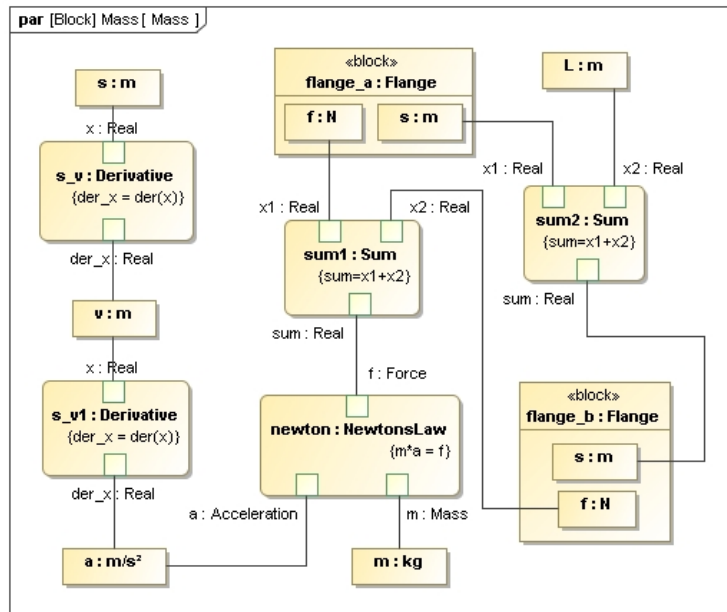 par [Block] Mass [ Mass ]
s : m
x : Real
s_v : Derivative
{der_x = der(x)}
der_x : Real
v : m
x : Real
s_v1 : Derivative
{der_x = der(x)}
der_x : Real
a : m/s²
«block»
flange_a : Flange
f : N
s : m
x1 : Real
x2 : Real
sum1 : Sum
{sum=x1+x2}
sum : Real
f : Force
newton : NewtonsLaw
{m*a = f}
a : Acceleration
m : Mass
m : kg
L : m
x1 : Real
x2 : Real
sum2 : Sum
{sum=x1+x2}
sum : Real
«block»
flange_b : Flange
s : m
f : N